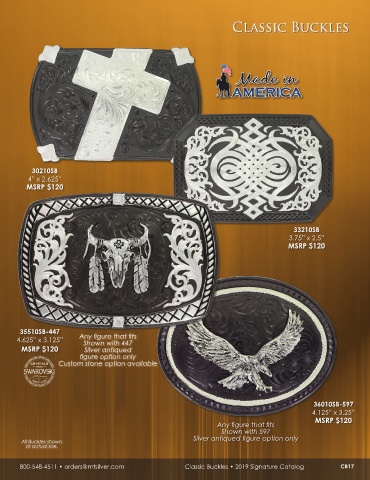 Classic Buckles
Made in
AMERICA
30210SB
4" x 2.625"
MSRP $120
33210SB
3.75" x 2.5"
MSRP $120
35510SB-447
4.625" x 3.125"
MSRP $120
Any figure that fits
Shown with 447
Silver antiqued
figure option only
Custom stone option available
SWAROVSKI
36010SB-597
4.125" x 3.25"
MSRP $120
Any figure that fits
Shown with 597
Silver antiqued figure option only
All Buckles shown
at actual size.
800-548-4511 • orders@mtsilver.com
Classic Buckles • 2019 Signature Catalog
CB17